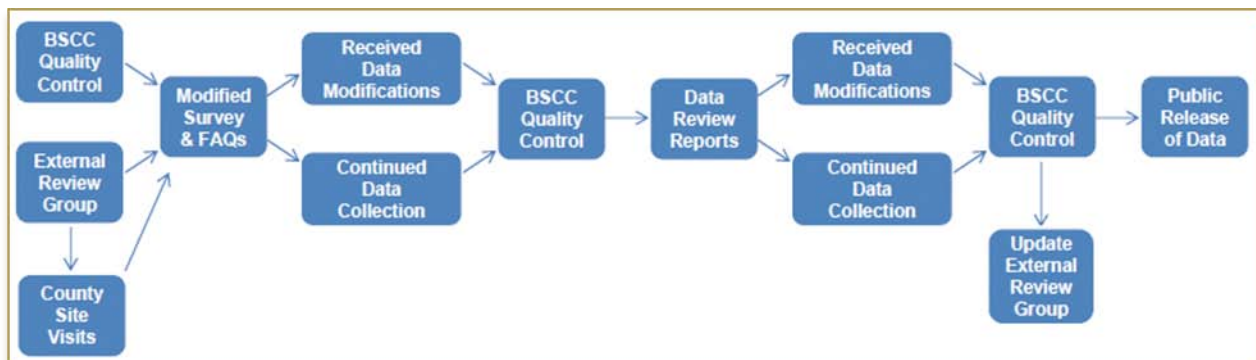 BSCC
Quality
Control
External
Review
Group
County
Site
Visits
Modified
Survey
& FAQs
Received
Data
Modifications
Continued
Data
Collection
BSCC
Quality
Control
Data
Review
Reports
Received
Data
Modifications
Continued
Data
Collection
BSCC
Quality
Control
Update
External
Review
Group
Public
Release
of Data